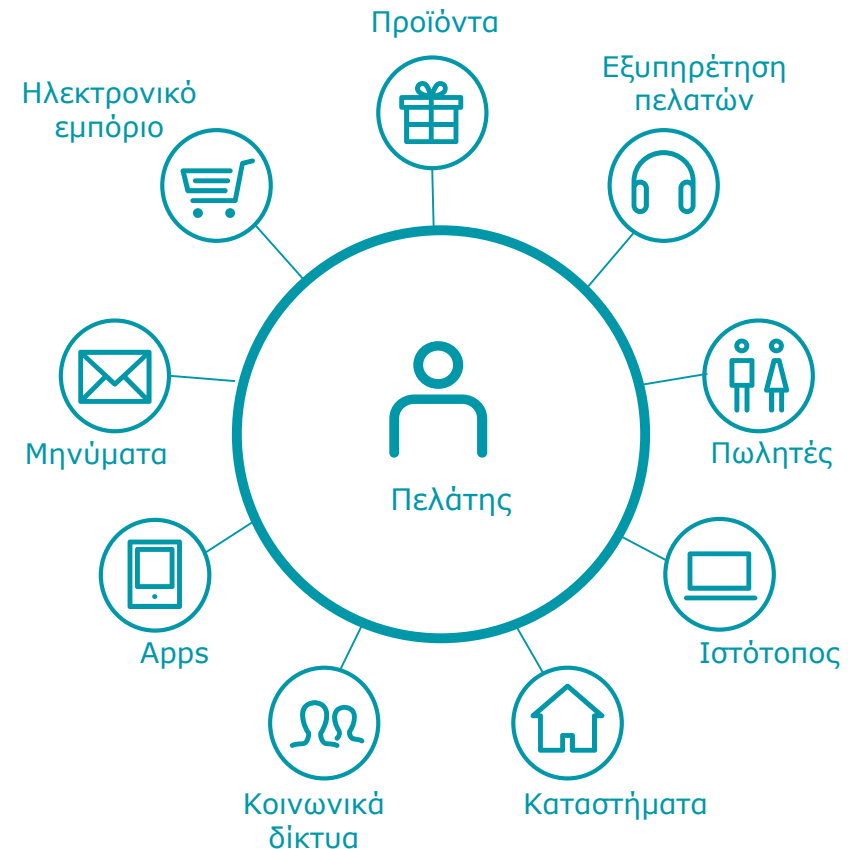 Προϊόντα
Εξυπηρέτηση
πελατών
Ηλεκτρονικό
εμπόριο
Μηνύματα
Πελάτης
Πωλητές
Apps
Ιστότοπος
Κοινωνικά
δίκτυα
Καταστήματα